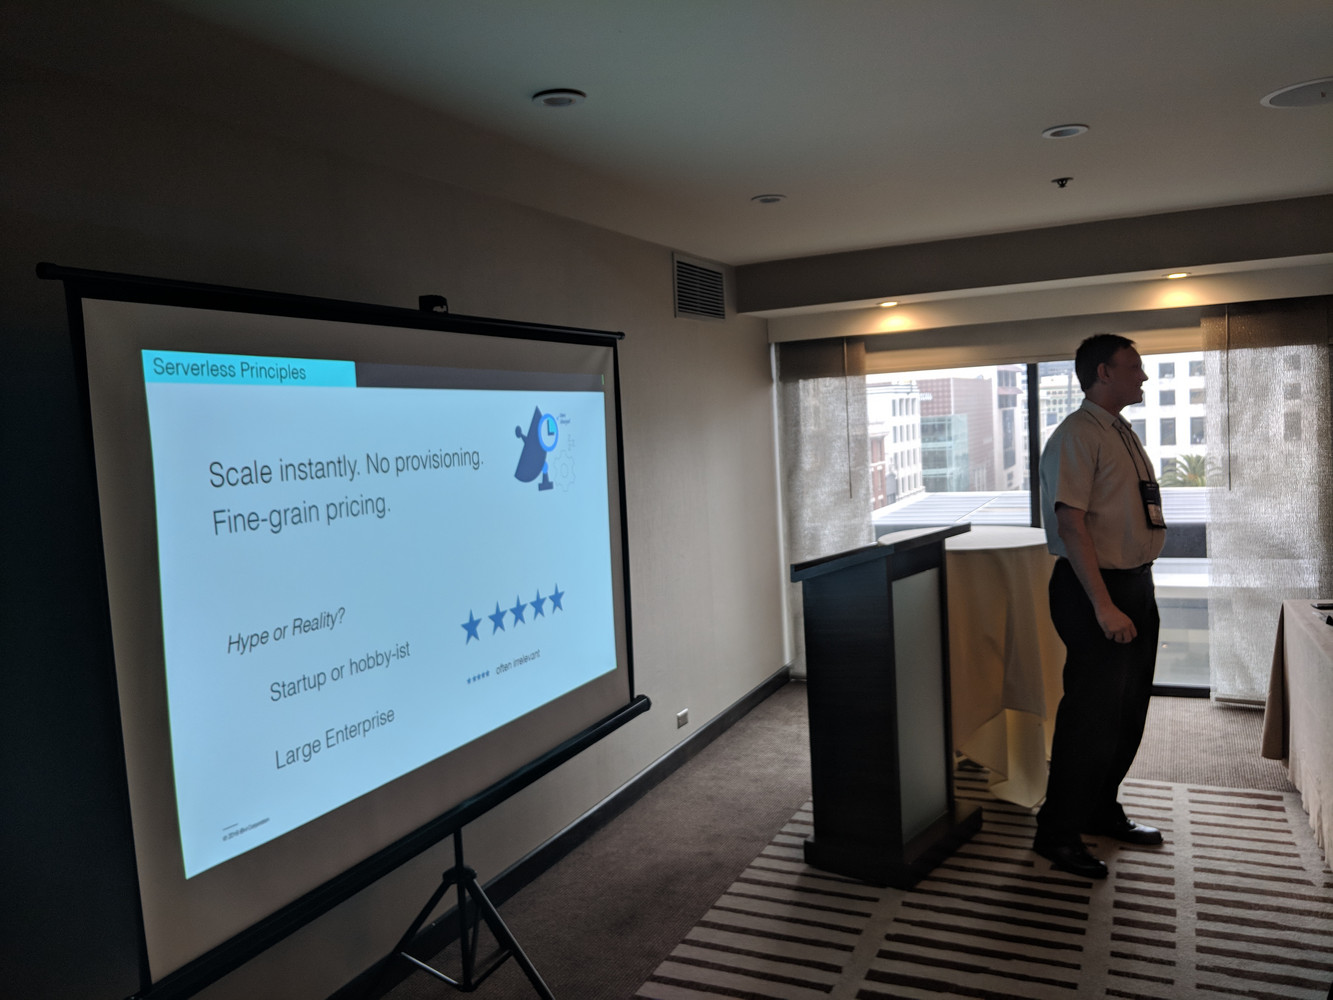 Serverless Principles
Scale instantly. No provisioning.
Fine-grain pricing.
Hype or Reality?
Startup or hobby-ist
often irrelevant
Large Enterprise